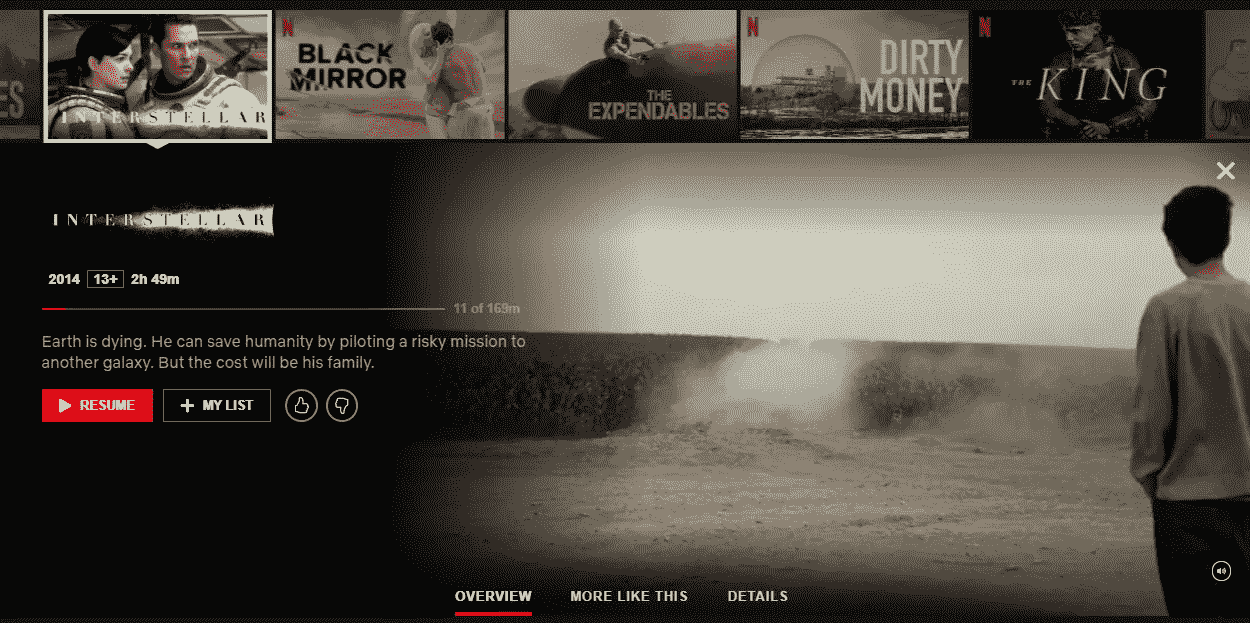 ES
INTERSTELLAR
N
BLACK
MIRROR
THE
EXPENDABLES
N
DIRTY
MONEY
N
THE KING
INTERSTELLAR
2014 13+ 2h 49m
11 of 169m
Earth is dying. He can save humanity by piloting a risky mission to
another galaxy. But the cost will be his family.
RESUME MY LIST
OVERVIEW MORE LIKE THIS DETAILS